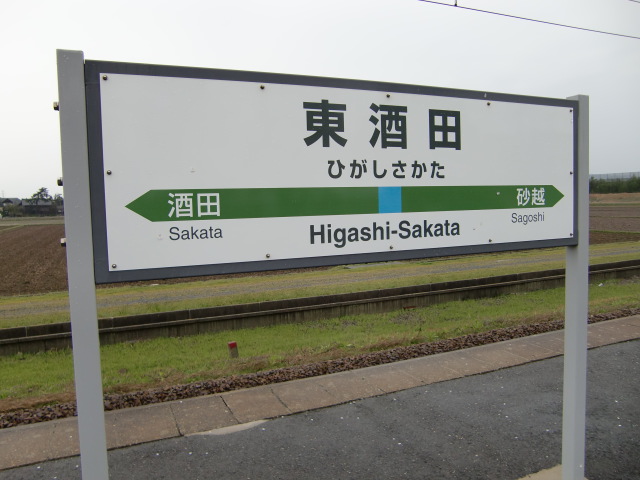 東酒田
ひがしさかた
酒田
砂越
Sakata
Higashi-Sakata
Sagoshi